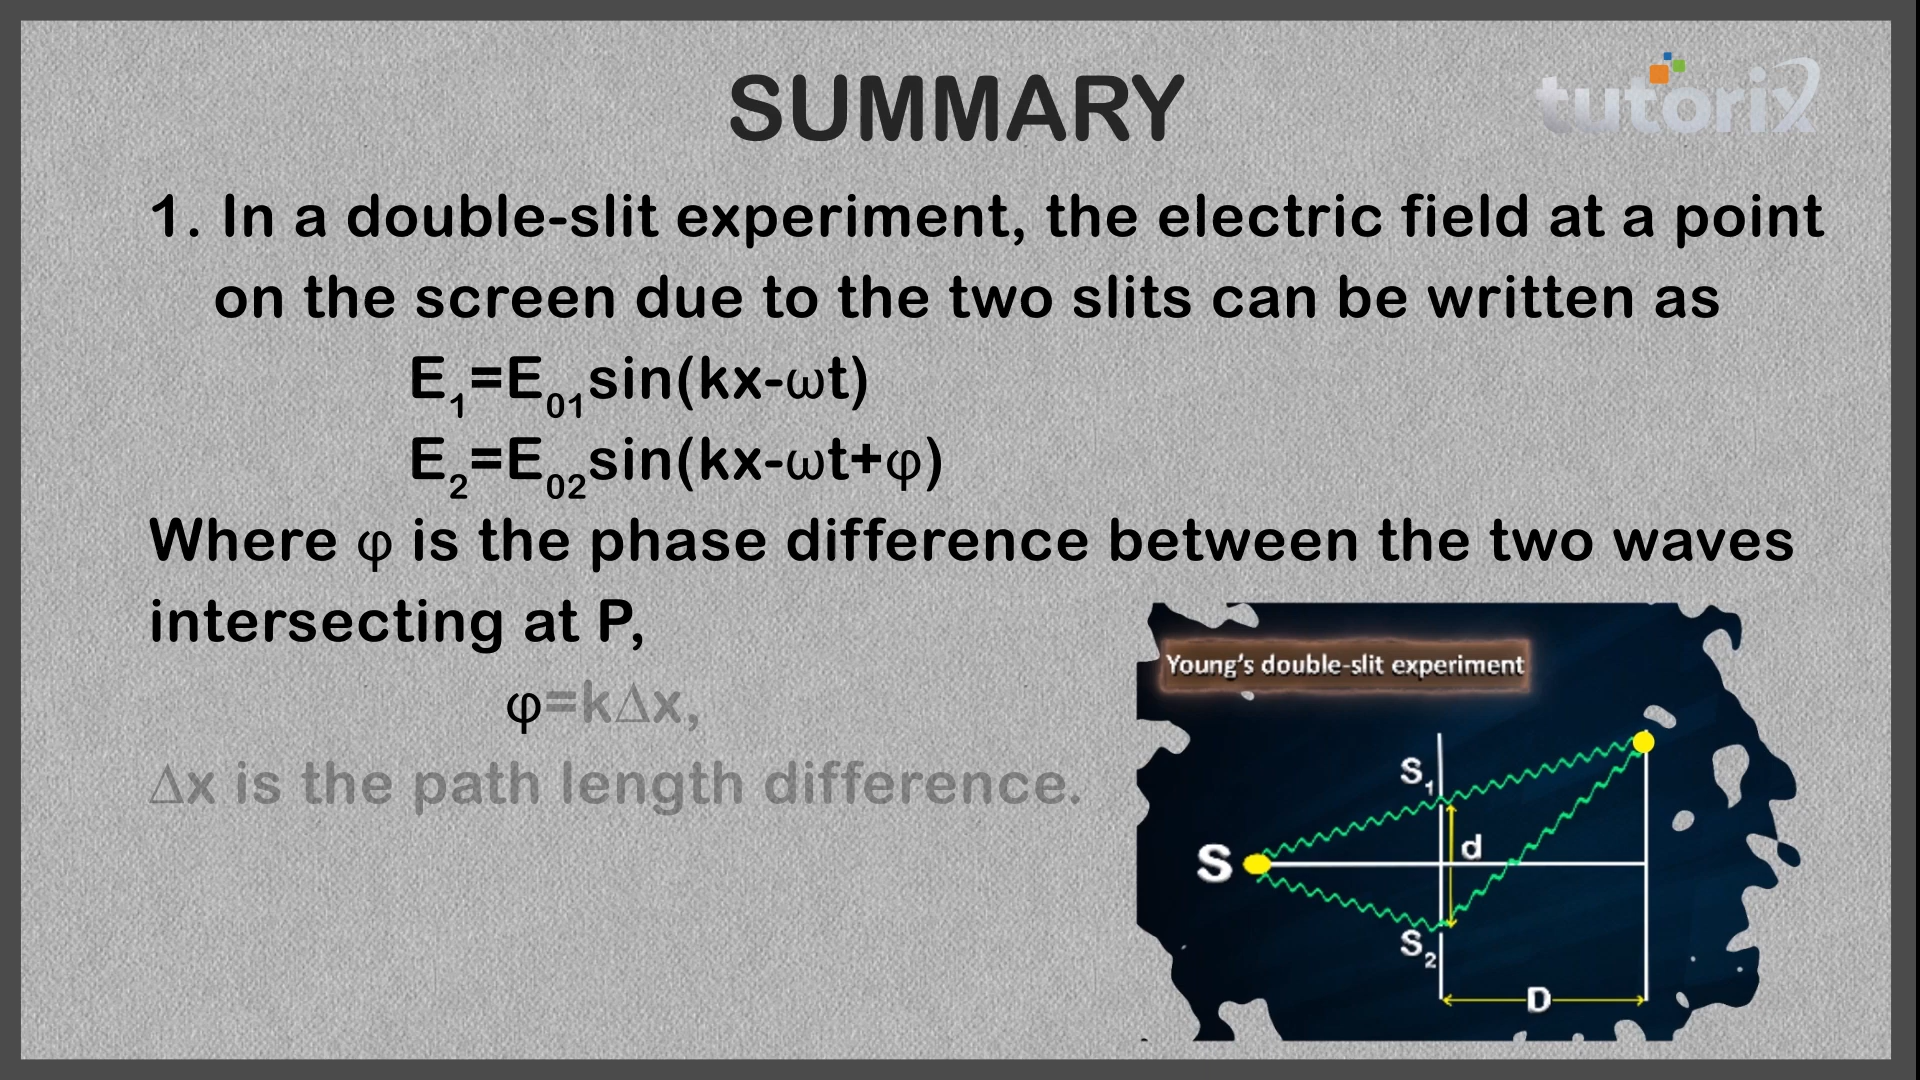 SUMMARY
tutorix
1. In a double-slit experiment, the electric field at a point
on the screen due to the two slits can be written as
E₁=E₀₁sin(kx-ωt)
E₂=E₀₂sin(kx-ωt+φ)
Where φ is the phase difference between the two waves
intersecting at P,
φ=kΔx,
Δx is the path length difference.
Young's double-slit experiment
S₁
d
S
S₂
D